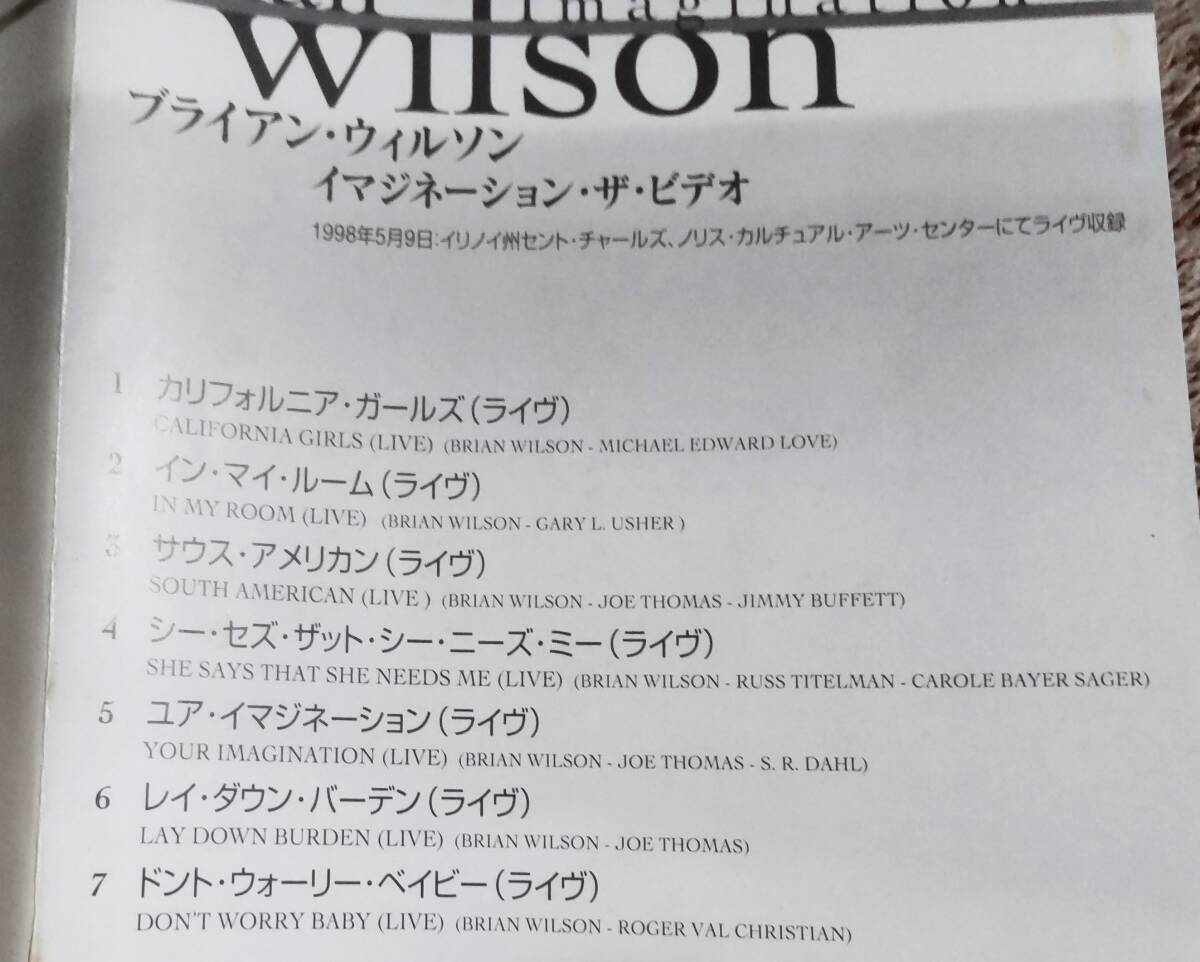 Imagination
wilson
ブライアン・ウィルソン
イマジネーション・ザ・ビデオ
1998年5月9日:イリノイ州セント・チャールズ、ノリス・カルチュアル・アーツ・センターにてライヴ収録
1 カリフォルニア・ガールズ(ライヴ)
CALIFORNIA GIRLS (LIVE) (BRIAN WILSON - MICHAEL EDWARD LOVE)
2 イン・マイ・ルーム(ライヴ)
IN MY ROOM (LIVE) (BRIAN WILSON - GARY L. USHER )
3 サウス・アメリカン(ライヴ)
SOUTH AMERICAN (LIVE ) (BRIAN WILSON - JOE THOMAS - JIMMY BUFFETT)
4 シー・セズ・ザット・シー・ニーズ・ミー(ライヴ)
SHE SAYS THAT SHE NEEDS ME (LIVE) (BRIAN WILSON - RUSS TITELMAN - CAROLE BAYER SAGER)
5 ユア・イマジネーション(ライヴ)
YOUR IMAGINATION (LIVE) (BRIAN WILSON - JOE THOMAS - S. R. DAHL)
6 レイ・ダウン・バーデン(ライヴ)
LAY DOWN BURDEN (LIVE) (BRIAN WILSON - JOE THOMAS)
7 ドント・ウォーリー・ベイビー(ライヴ)
DON'T WORRY BABY (LIVE) (BRIAN WILSON - ROGER VAL CHRISTIAN)